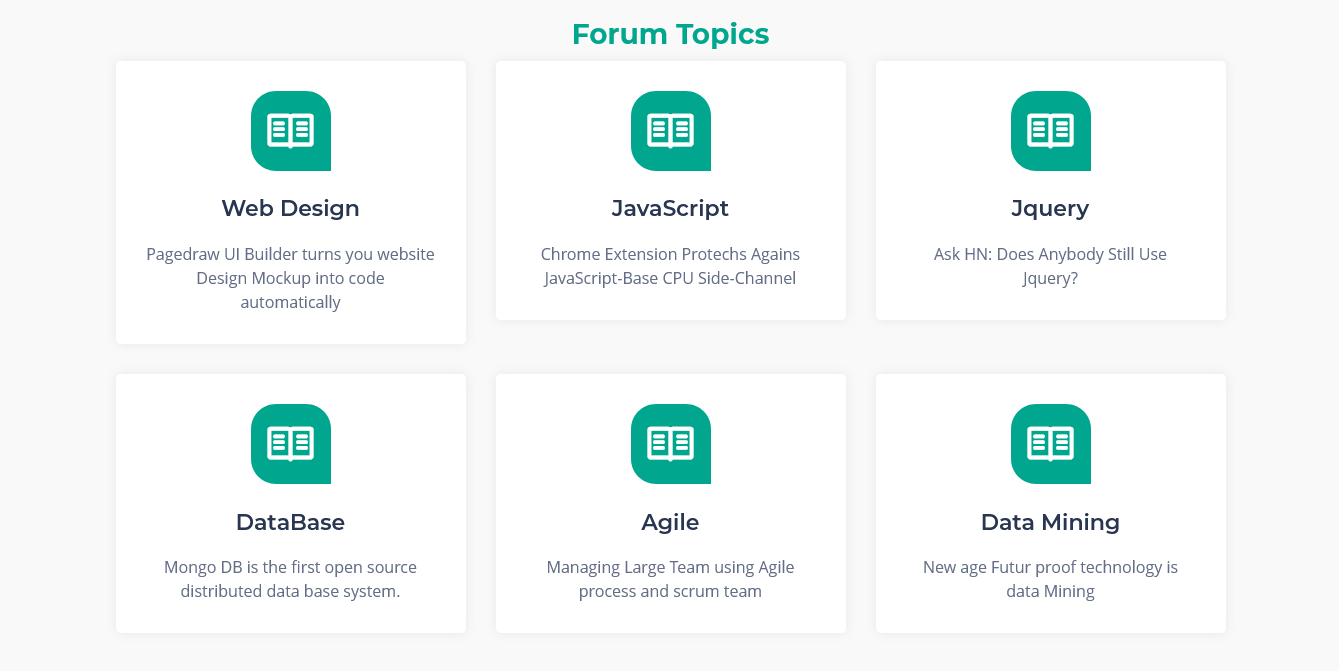 Forum Topics
Web Design
Pagedraw UI Builder turns you website
Design Mockup into code
automatically
JavaScript
Chrome Extension Protechs Agains
JavaScript-Base CPU Side-Channel
Jquery
Ask HN: Does Anybody Still Use
Jquery?
DataBase
Mongo DB is the first open source
distributed data base system.
Agile
Managing Large Team using Agile
process and scrum team
Data Mining
New age Futur proof technology is
data Mining